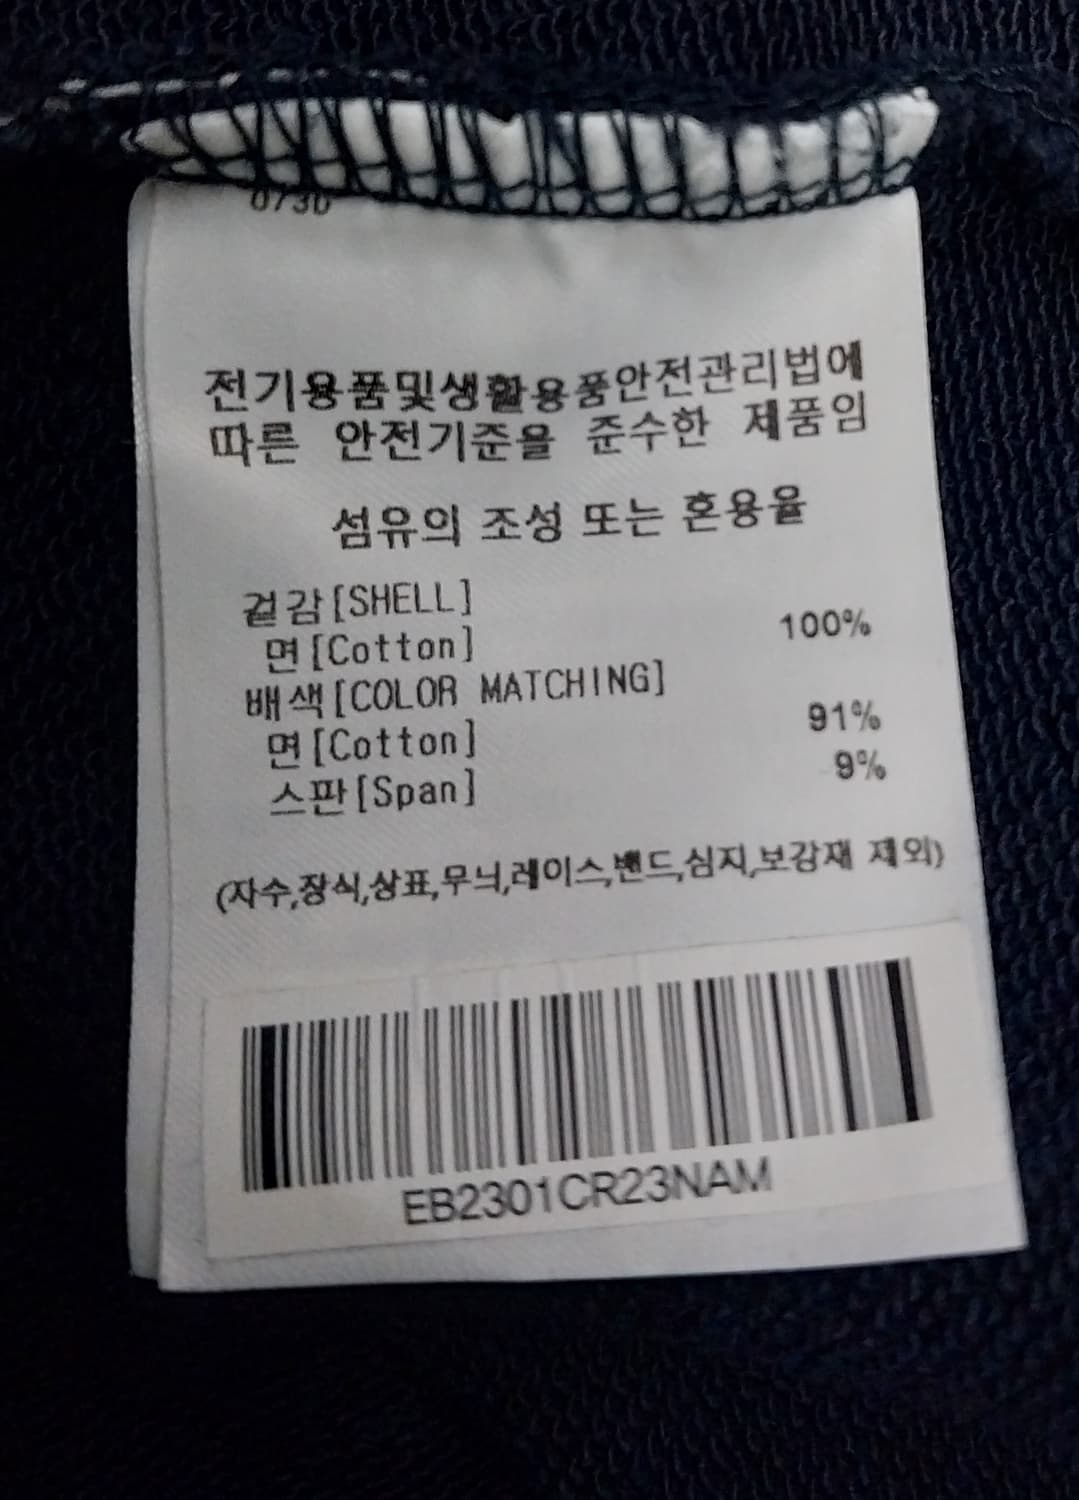 0730
전기용품및생활용품안전관리법에
따른 안전기준을 준수한 제품임
섬유의 조성 또는 혼용율
겉감[SHELL]
면[Cotton] 100%
배색[COLOR MATCHING]
면[Cotton] 91%
스판[Span] 9%
(자수,장식,상표,무늬,레이스,밴드,심지,보강재 제외)
EB2301CR23NAM